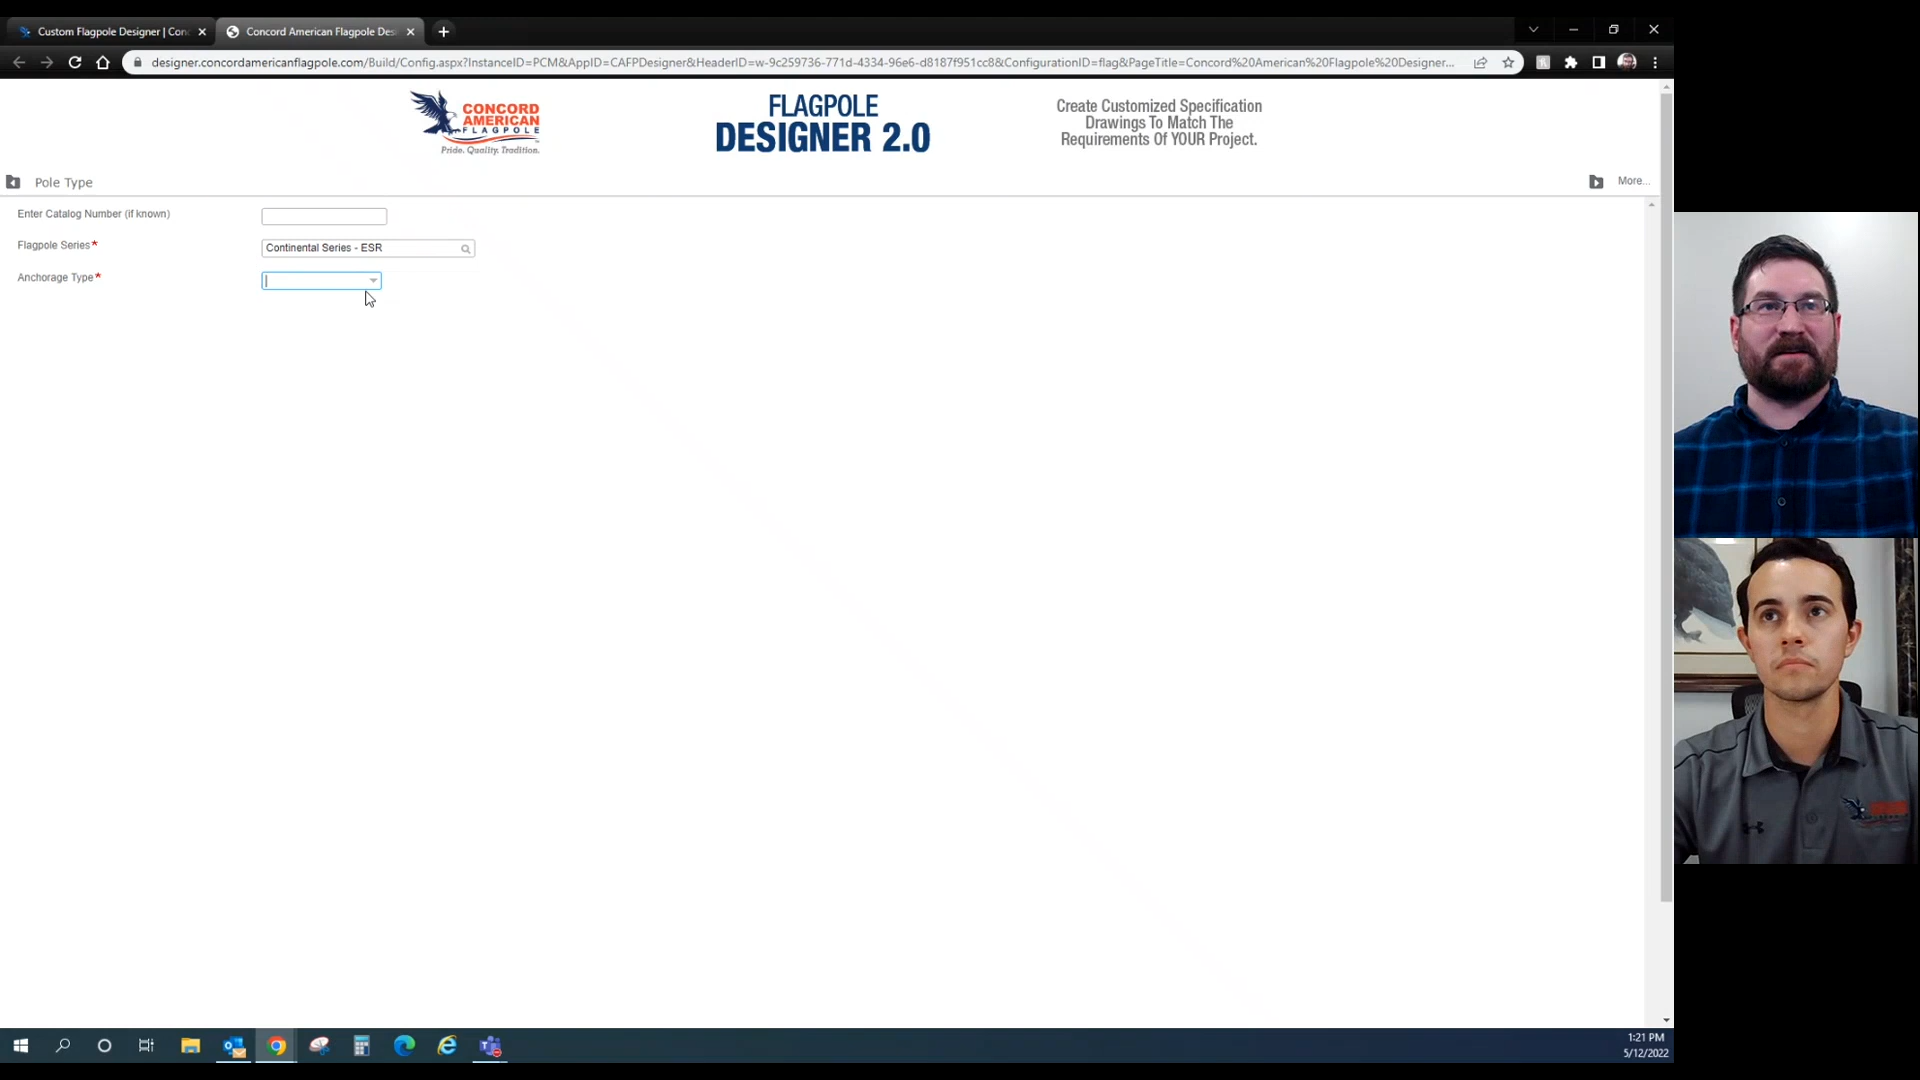 Custom Flagpole Designer | Con
Concord American Flagpole Des
designer.concordamericanflagpole.com/Build/Config.aspx?InstanceID=PCM&AppID=CAFPDesigner&HeaderID=w-9c259736-771d-4334-96e6-d8187f951cc8&ConfigurationID=flag&PageTitle=Concord%20American%20Flagpole%20Designer...
CONCORD
AMERICAN
FLAGPOLE
Pride. Quality. Tradition.
FLAGPOLE
DESIGNER 2.0
Create Customized Specification
Drawings To Match The
Requirements Of YOUR Project.
Pole Type
More...
Enter Catalog Number (if known)
Flagpole Series*
Continental Series - ESR
Anchorage Type*
1:21 PM
5/12/2022